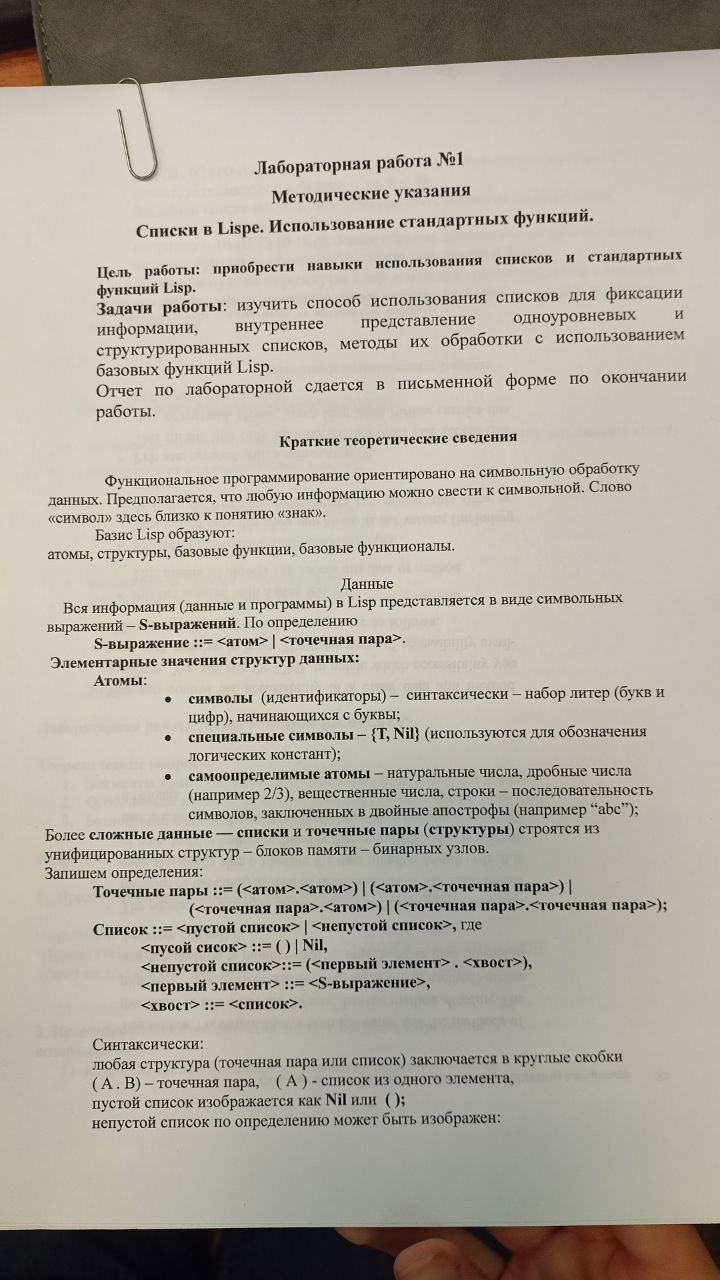 Лабораторная работа №1
Методические указания
Списки в Lispe. Использование стандартных функций.
Цель работы: приобрести навыки использования списков и стандартных
функций Lisp.
Задачи работы: изучить способ использования списков для фиксации
информации, внутреннее представление одноуровневых и
структурированных списков, методы их обработки с использованием
базовых функций Lisp.
Отчет по лабораторной сдается в письменной форме по окончании
работы.
Краткие теоретические сведения
Функциональное программирование ориентировано на символьную обработку
данных. Предполагается, что любую информацию можно свести к символьной. Слово
«символ» здесь близко к понятию «знак».
Базис Lisp образуют:
атомы, структуры, базовые функции, базовые функционалы.
Данные
Вся информация (данные и программы) в Lisp представляется в виде символьных
выражений – S-выражений. По определению
S-выражение ::= <атом> | <точечная пара>.
Элементарные значения структур данных:
Атомы:
• символы (идентификаторы) – синтаксически – набор литер (букв и
цифр), начинающихся с буквы;
• специальные символы – {T, Nil} (используются для обозначения
логических констант);
• самоопределимые атомы – натуральные числа, дробные числа
(например 2/3), вещественные числа, строки – последовательность
символов, заключенных в двойные апострофы (например “abc”);
Более сложные данные — списки и точечные пары (структуры) строятся из
унифицированных структур – блоков памяти – бинарных узлов.
Запишем определения:
Точечные пары ::= (<атом>.<атом>) | (<атом>.<точечная пара>) |
(<точечная пара>.<атом>) | (<точечная пара>.<точечная пара>);
Список ::= <пустой список> | <непустой список>, где
<пусой сисок> ::= ( ) | Nil,
<непустой список>::= (<первый элемент> . <хвост>),
<первый элемент> ::= <S-выражение>,
<хвост> ::= <список>.
Синтаксически:
любая структура (точечная пара или список) заключается в круглые скобки
( A . B) – точечная пара, ( A ) - список из одного элемента,
пустой список изображается как Nil или ( );
непустой список по определению может быть изображен: